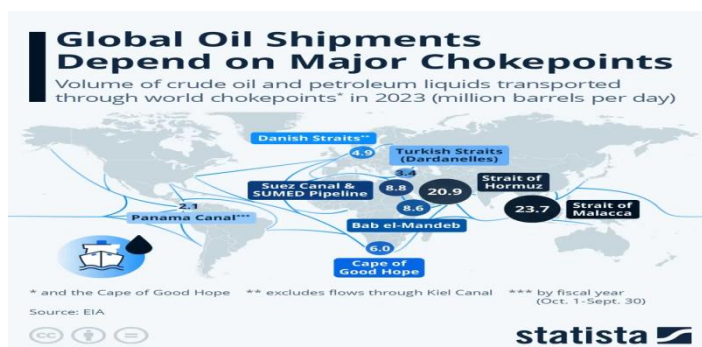 Global Oil Shipments
Depend on Major Chokepoints
Volume of crude oil and petroleum liquids transported
through world chokepoints* in 2023 (million barrels per day)
Danish Straits**
4.9
Turkish Straits
(Dardanelles)
3.4
Suez Canal &
SUMED Pipeline
8.8
20.9
Strait of
Hormuz
2.1
Panama Canal***
8.6
Bab el-Mandeb
23.7
Strait of
Malacca
6.0
Cape of
Good Hope
* and the Cape of Good Hope ** excludes flows through Kiel Canal *** by fiscal year
(Oct. 1-Sept. 30)
Source: EIA
cc
statista